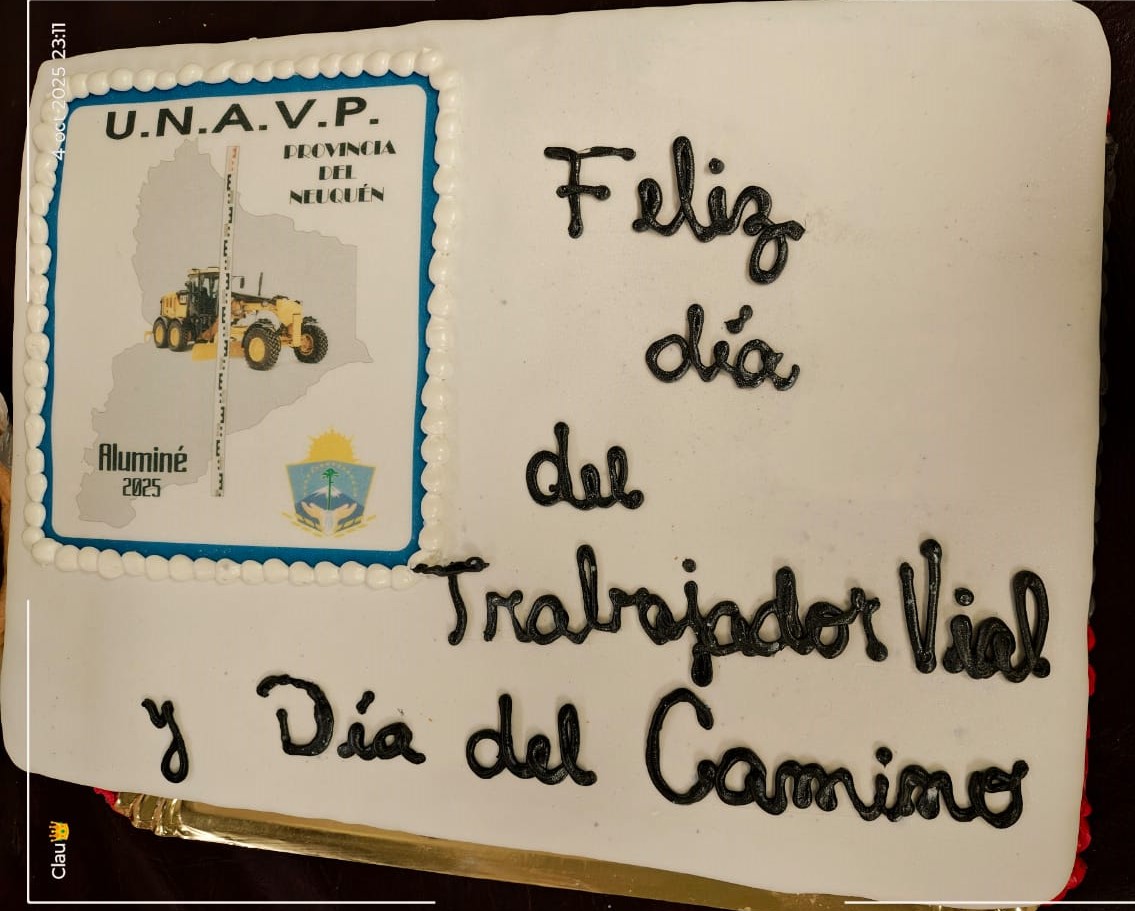 U.N.A.V.P.
PROVINCIA
DEL
NEUQUÉN
Aluminé
2025
Feliz
día
del
Trabajador Vial
y Día del Camino
4 oct 2025 23:11
Clau👑